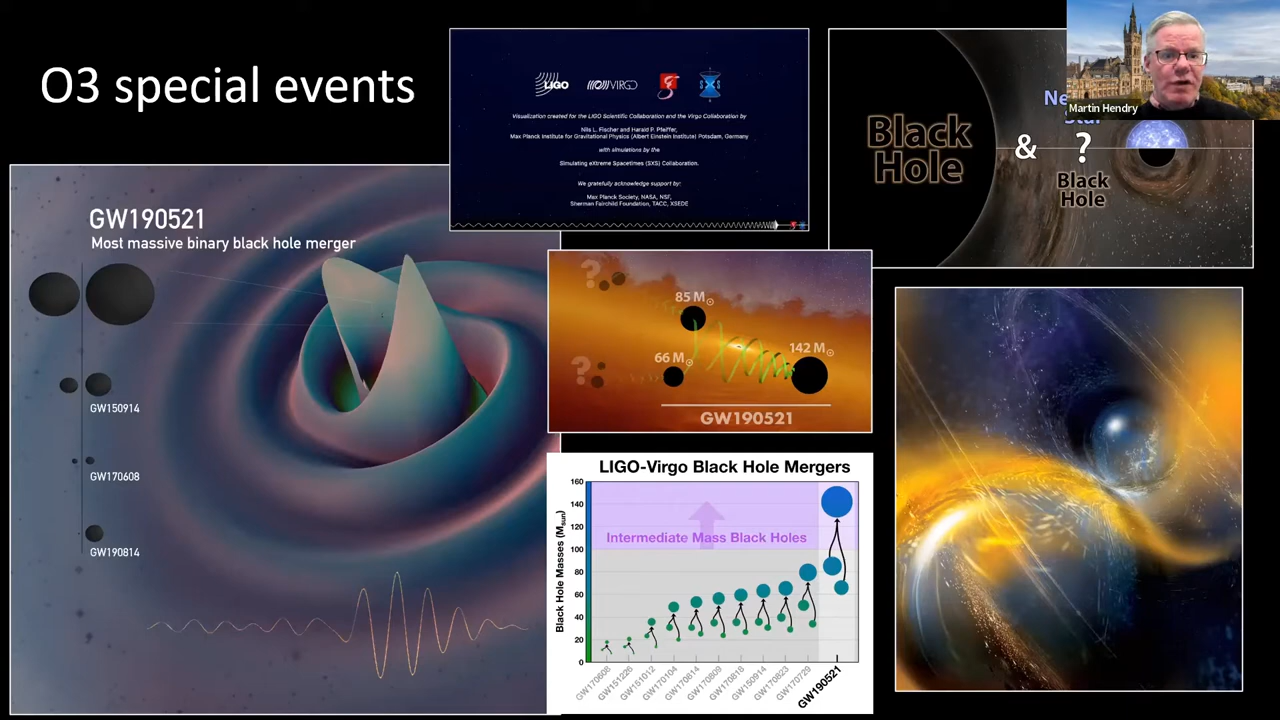 O3 special events
GW190521
Most massive binary black hole merger
GW150914
GW170608
GW190814
LIGO
VIRGO
SXS
Visualization created for the LIGO Scientific Collaboration and the Virgo Collaboration by
Nils L. Fischer and Harald P. Pfeiffer,
Max Planck Institute for Gravitational Physics (Albert Einstein Institute) Potsdam, Germany
with simulations by the
Simulating eXtreme Spacetimes (SXS) Collaboration.
We gratefully acknowledge support by:
Max Planck Society, NASA, NSF,
Sherman Fairchild Foundation, TACC, XSEDE
Black
Hole
&
?
Black
Hole
Martin Hendry
?
85 M☉
66 M☉
142 M☉
?
GW190521
LIGO-Virgo Black Hole Mergers
Black Hole Masses (Msun)
160
140
120
100
80
60
40
20
0
Intermediate Mass Black Holes
GW170608
GW151226
GW151012
GW170104
GW170814
GW170809
GW170818
GW150914
GW170823
GW170729
GW190521